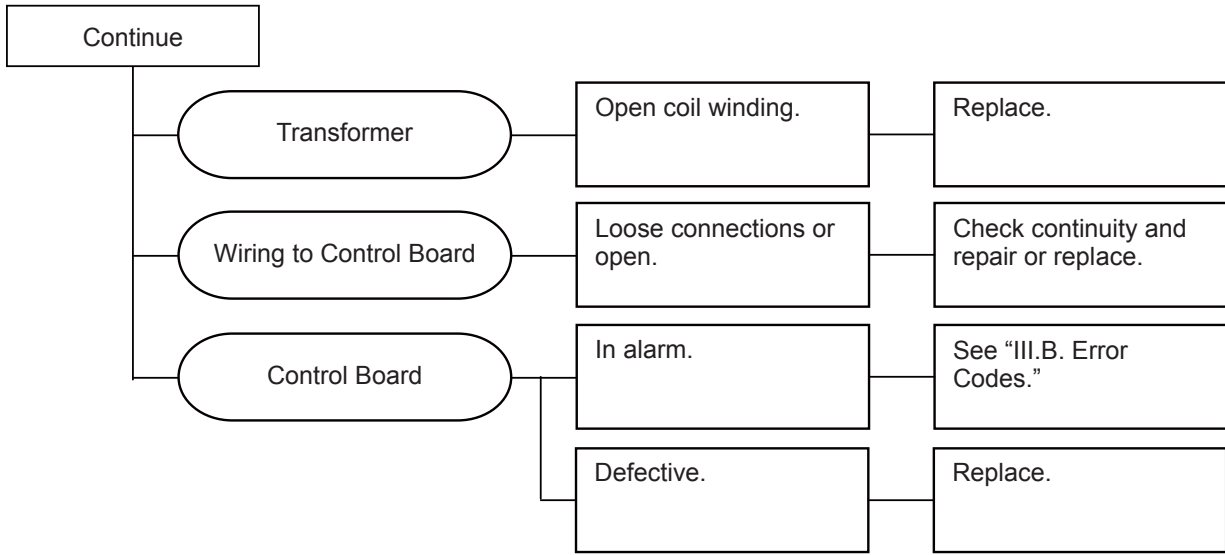 Continue
Transformer
Open coil winding.
Replace.
Wiring to Control Board
Loose connections or
open.
Check continuity and
repair or replace.
Control Board
In alarm.
See “III.B. Error
Codes.”
Defective.
Replace.